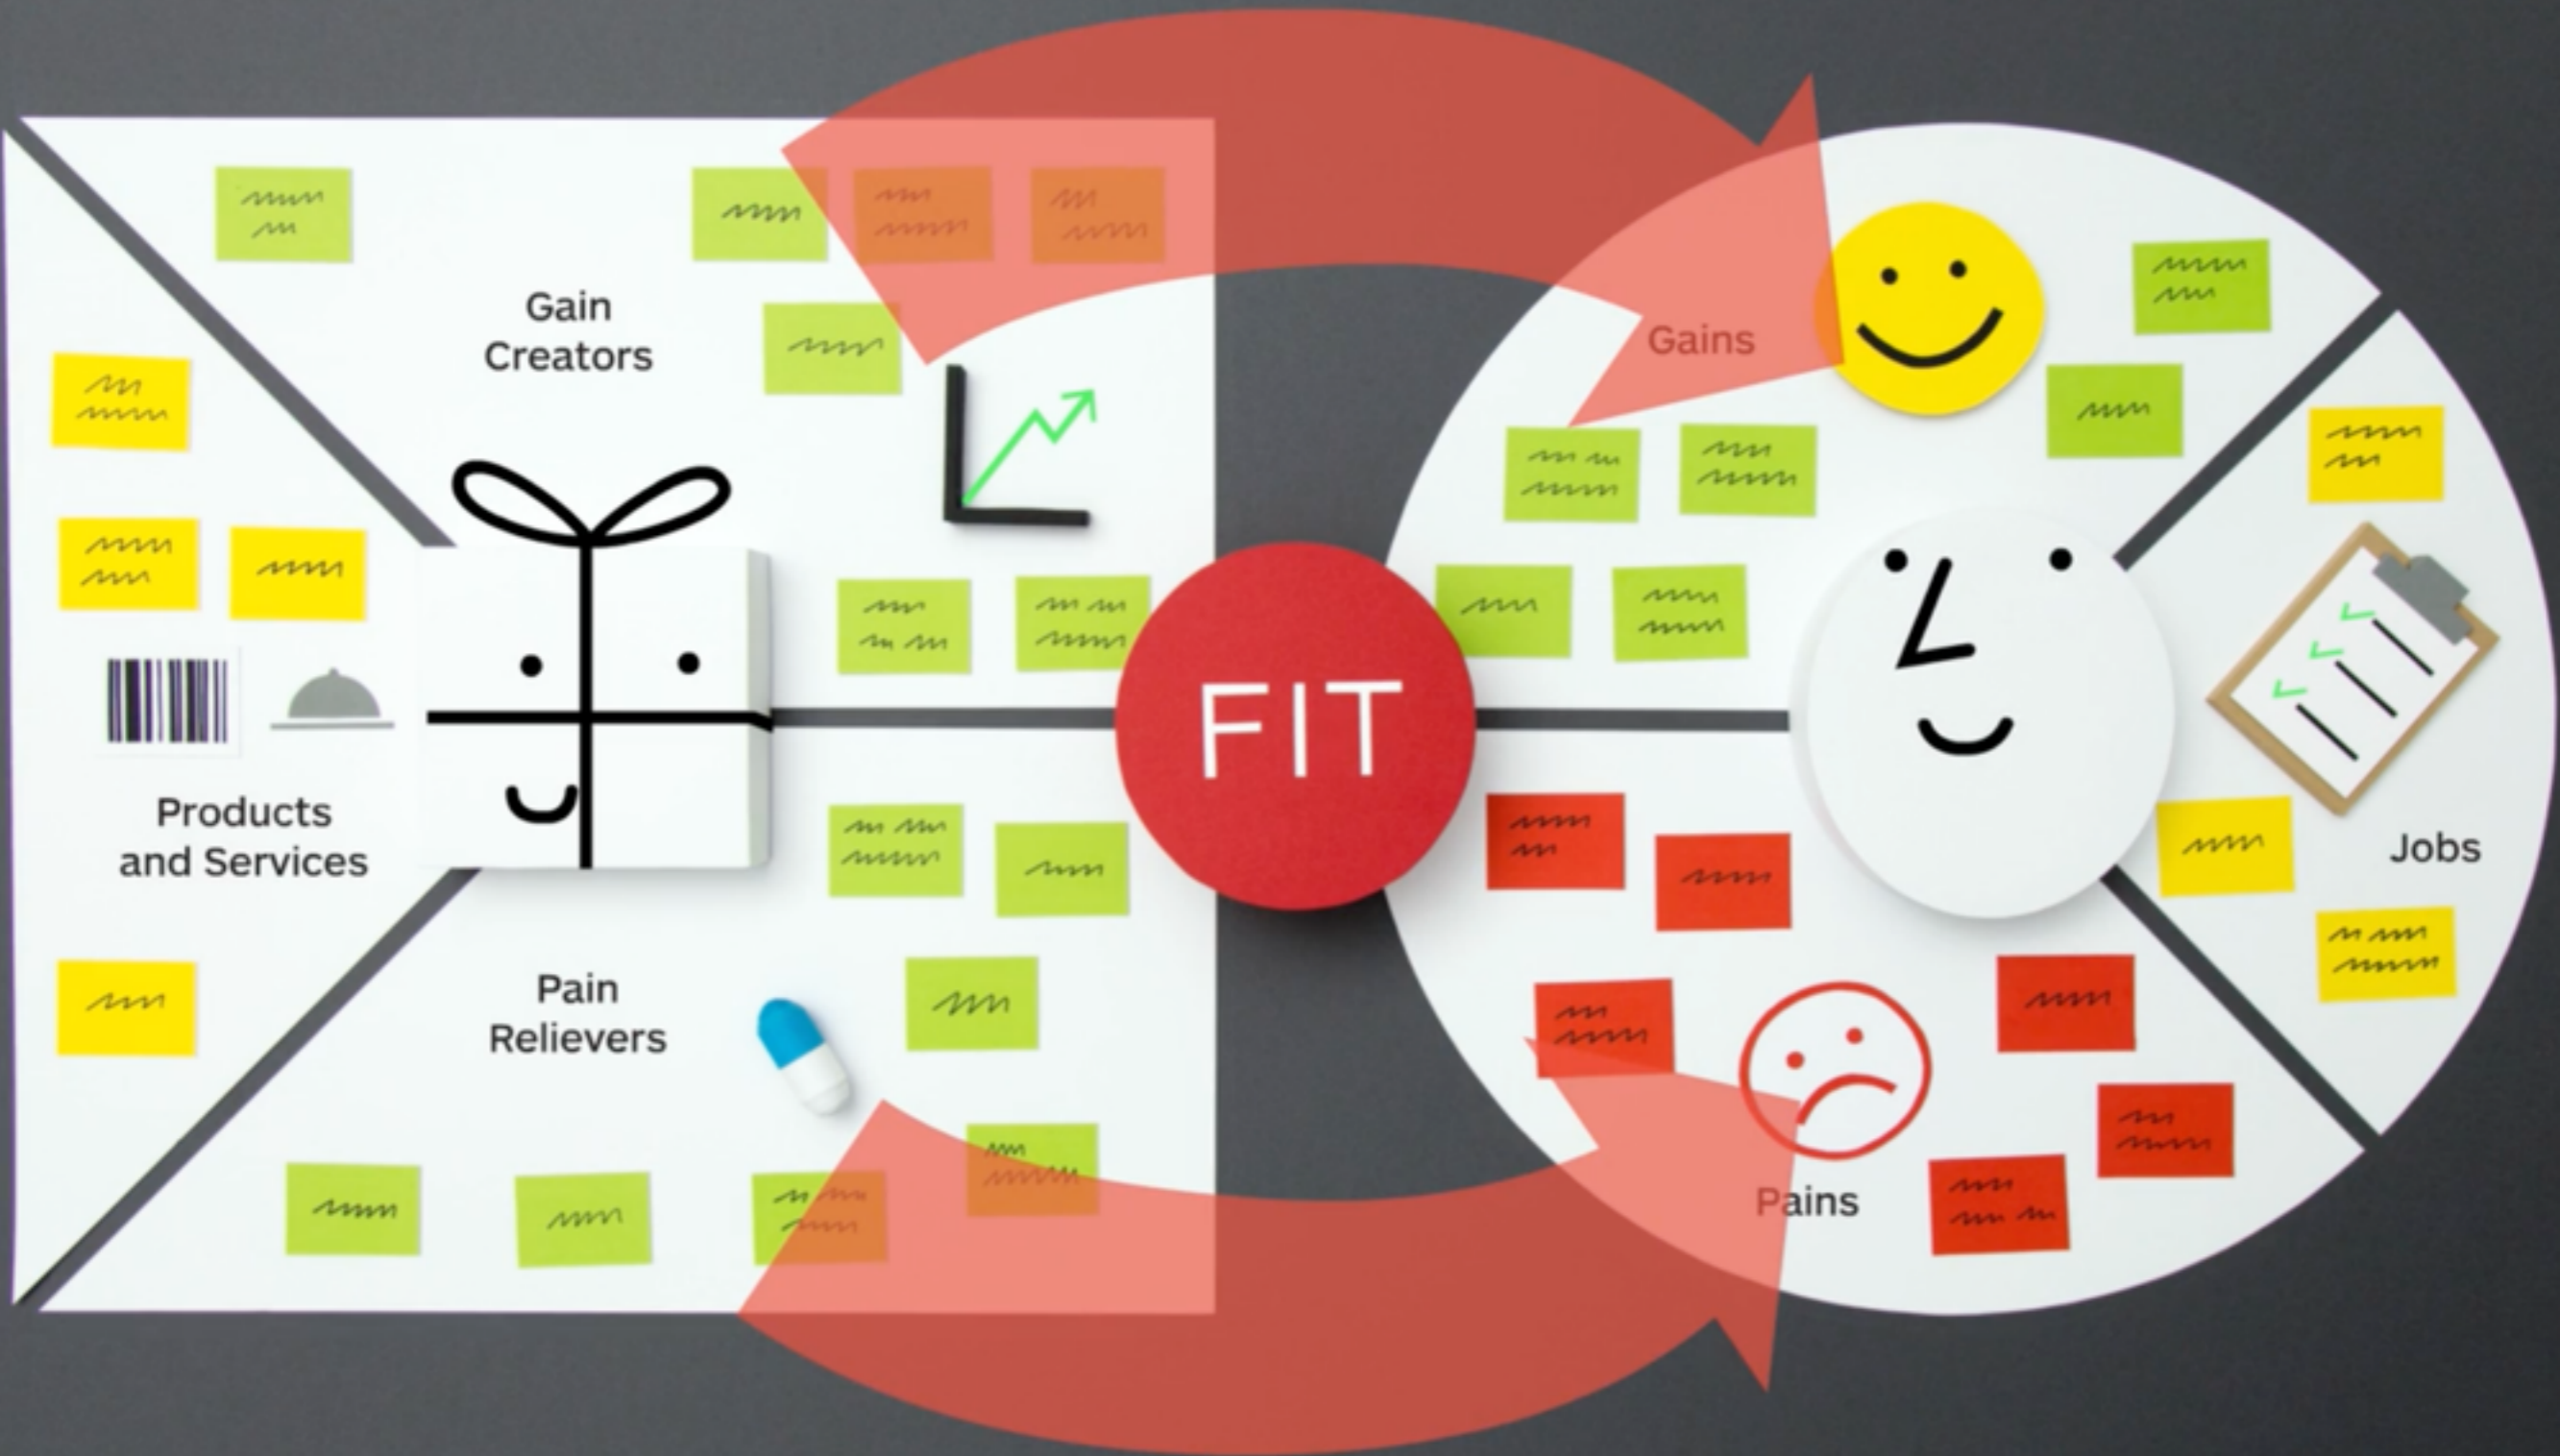 Gain
Creators
Gains
FIT
Products
and Services
Jobs
Pain
Relievers
Pains